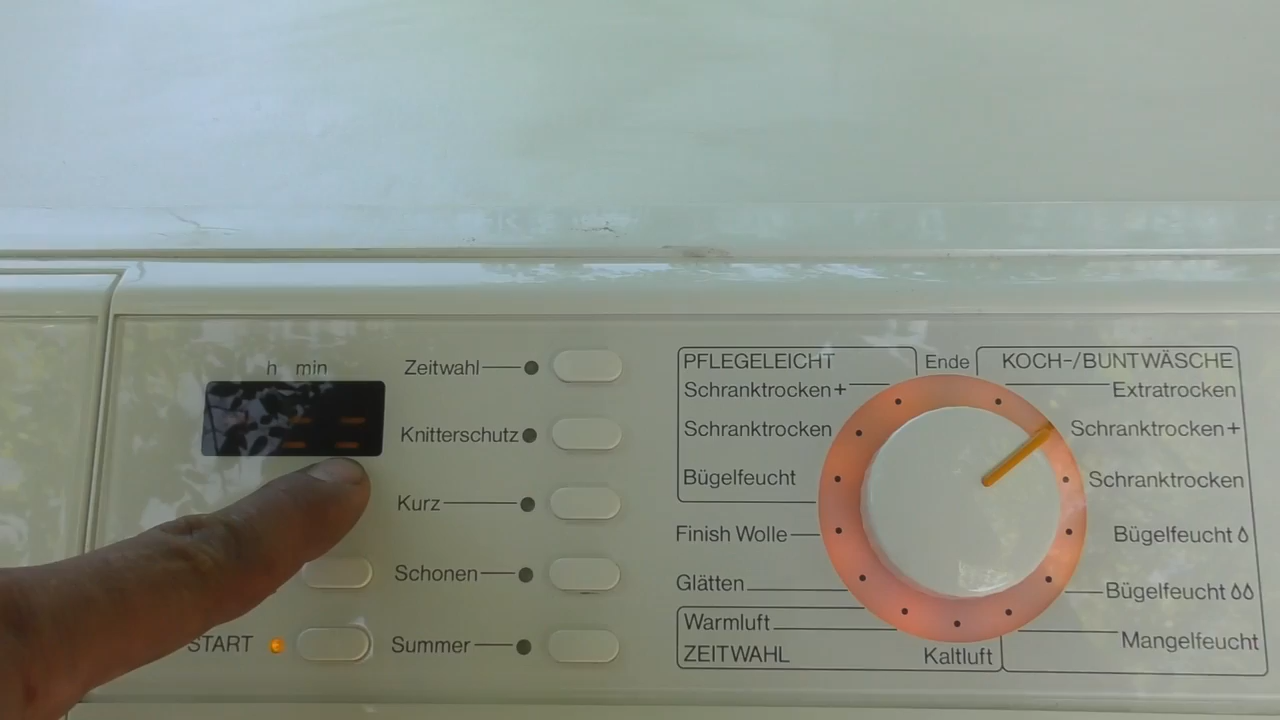 h min
START
Zeitwahl
Knitterschutz
Kurz
Schonen
Summer
PFLEGELEICHT
Schranktrocken+
Schranktrocken
Bügelfeucht
Finish Wolle
Glätten
Warmluft
ZEITWAHL
Kaltluft
Ende
KOCH-/BUNTWÄSCHE
Extratrocken
Schranktrocken+
Schranktrocken
Bügelfeucht
Bügelfeucht
Mangelfeucht